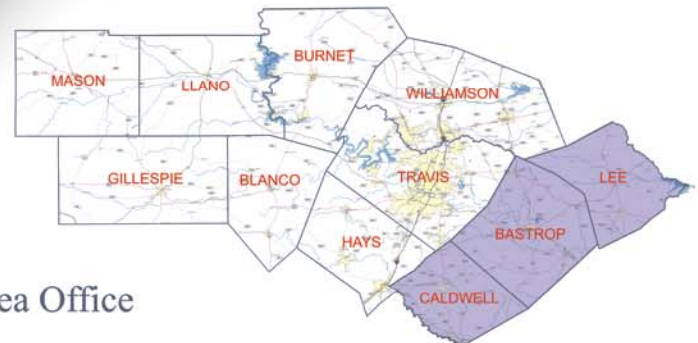 BURNET
MASON
LLANO
WILLIAMSON
GILLESPIE
BLANCO
TRAVIS
LEE
HAYS
BASTROP
CALDWELL
ea Office